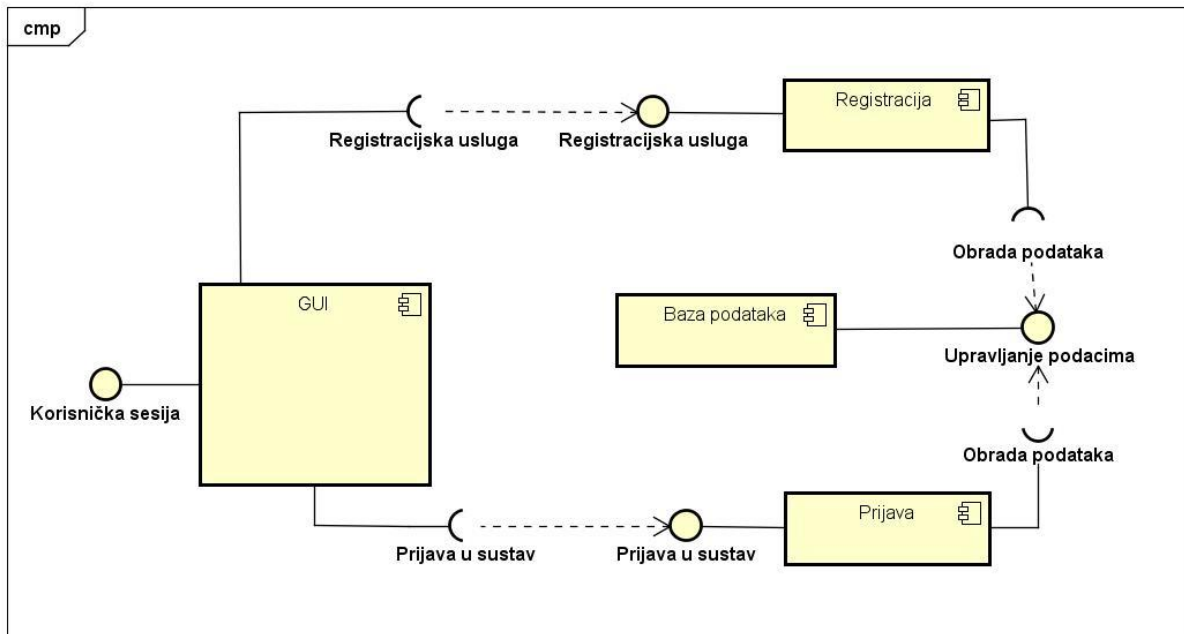 cmp
Registracija
Registracijska usluga
Registracijska usluga
Obrada podataka
GUI
Baza podataka
Upravljanje podacima
Korisnička sesija
Obrada podataka
Prijava
Prijava u sustav
Prijava u sustav